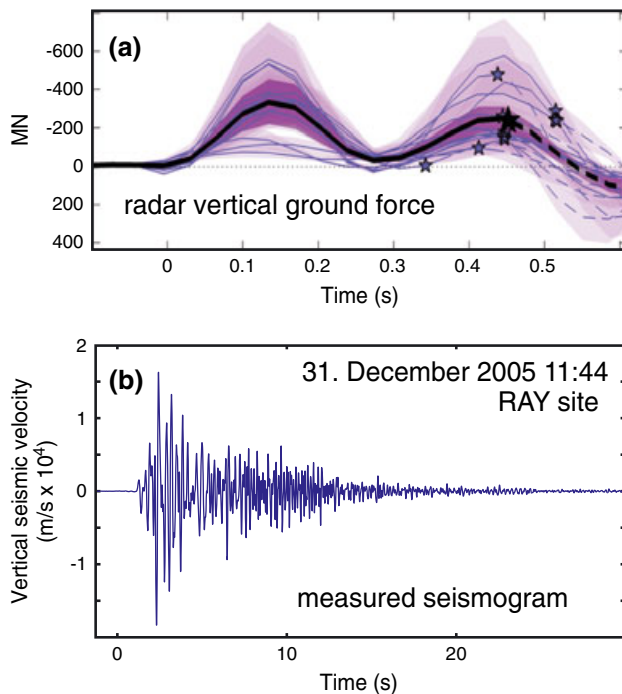 (a)
-600
-400
-200
0
200
400
MN
radar vertical ground force
0
0.1
0.2
0.3
0.4
0.5
Time (s)
(b)
31. December 2005 11:44
RAY site
2
1
0
-1
Vertical seismic velocity
(m/s x 10⁴)
measured seismogram
0
10
20
Time (s)